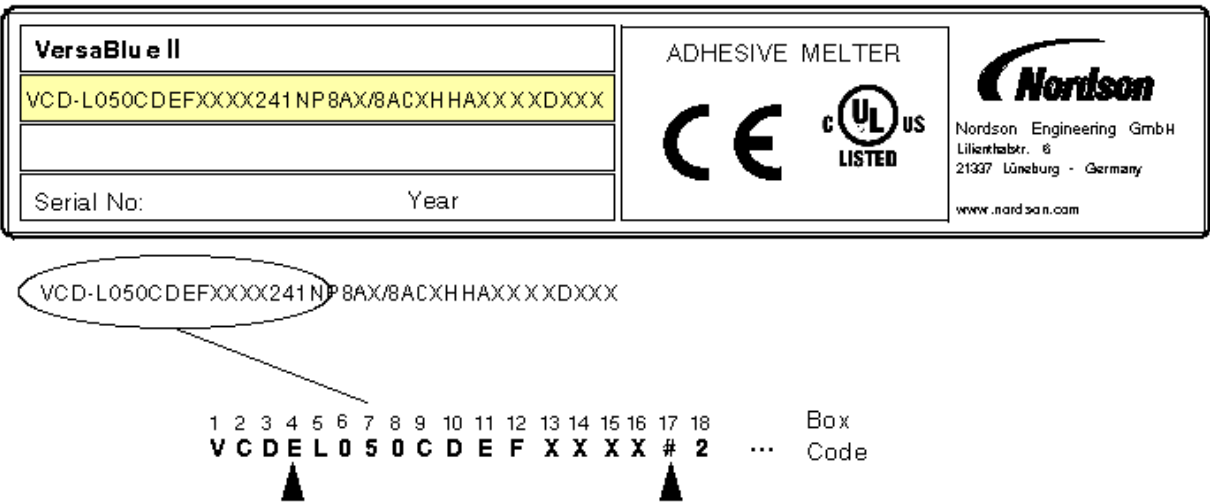 VersaBlue II
VCD-L050CDEFXXXX241NP8AX/8ACXHHAXXXXDXXX
Serial No: Year
ADHESIVE MELTER
CE
C UL US
LISTED
Nordson
Nordson Engineering GmbH
Lilienthalstr. 6
21337 Lüneburg - Germany
www.nordson.com
VCD-L050CDEFXXXX241NP8AX/8ACXHHAXXXXDXXX
1 2 3 4 5 6 7 8 9 10 11 12 13 14 15 16 17 18 Box
V C D E L 0 5 0 C D E F X X X X # 2 ... Code